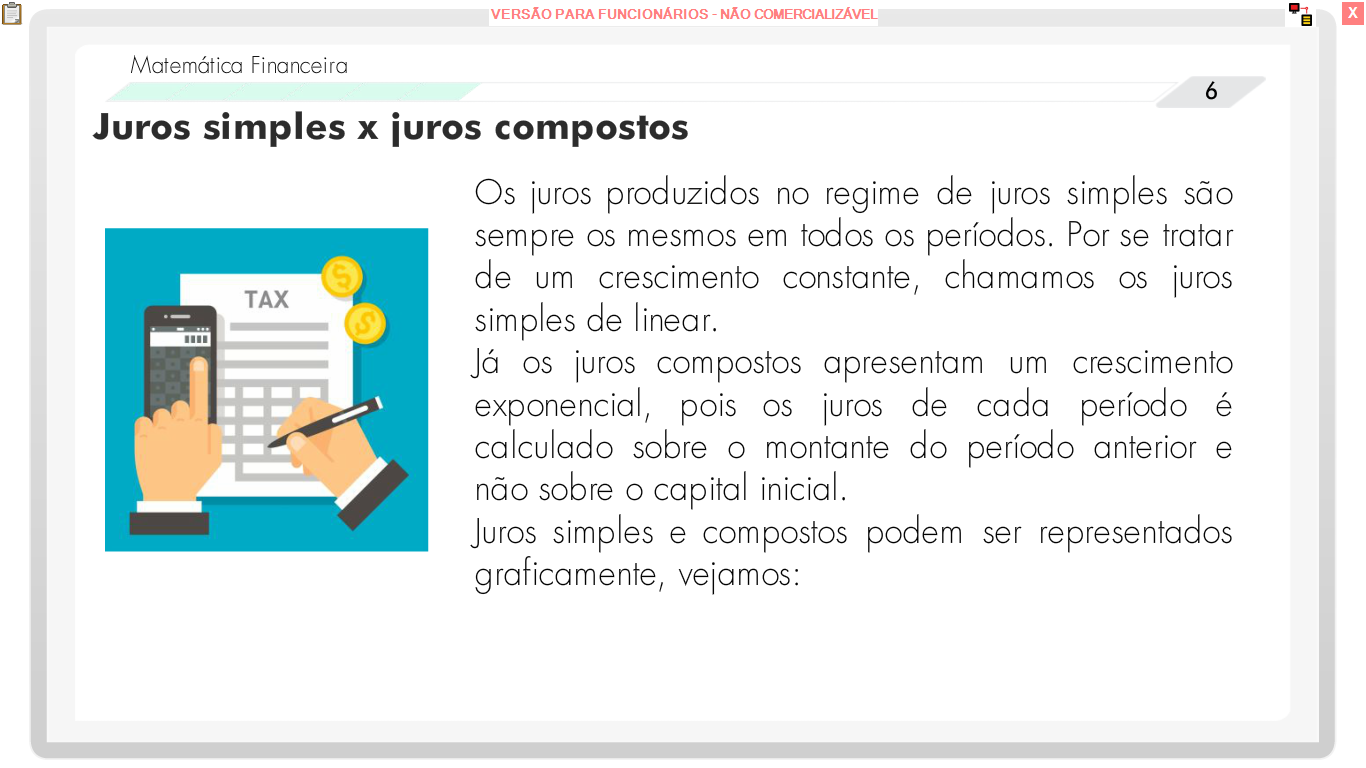 VERSÃO PARA FUNCIONÁRIOS - NÃO COMERCIALIZÁVEL
X
Matemática Financeira
6
Juros simples x juros compostos
Os juros produzidos no regime de juros simples são
sempre os mesmos em todos os períodos. Por se tratar
de um crescimento constante, chamamos os juros
simples de linear.
Já os juros compostos apresentam um crescimento
exponencial, pois os juros de cada período é
calculado sobre o montante do período anterior e
não sobre o capital inicial.
Juros simples e compostos podem ser representados
graficamente, vejamos:
TAX
$
$